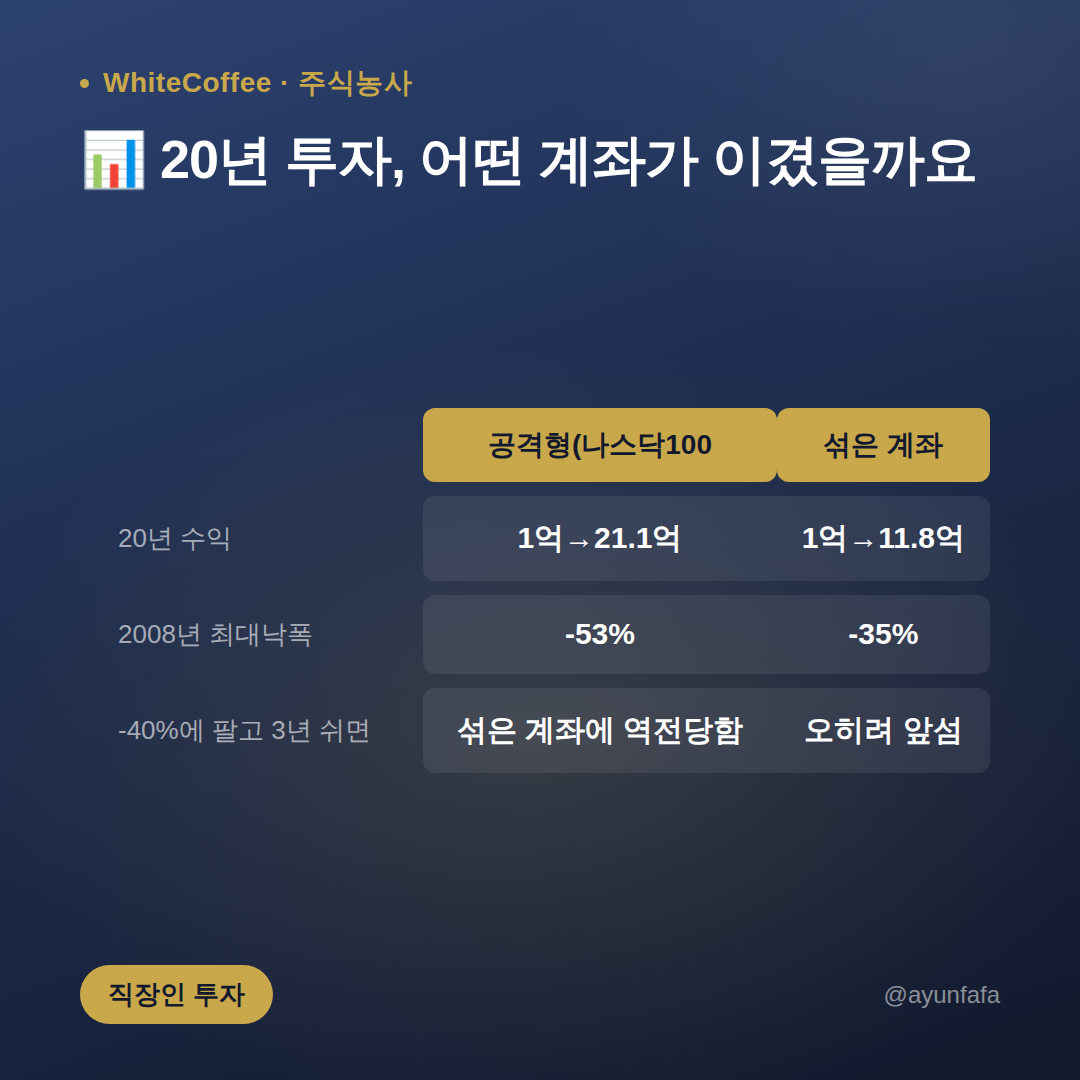 WhiteCoffee · 주식농사
📊 20년 투자, 어떤 계좌가 이겼을까요
공격형(나스닥100 섞은 계좌
20년 수익 1억→21.1억 1억→11.8억
2008년 최대낙폭 -53% -35%
-40%에 팔고 3년 쉬면 섞은 계좌에 역전당함 오히려 앞섬
직장인 투자 @ayunfafa